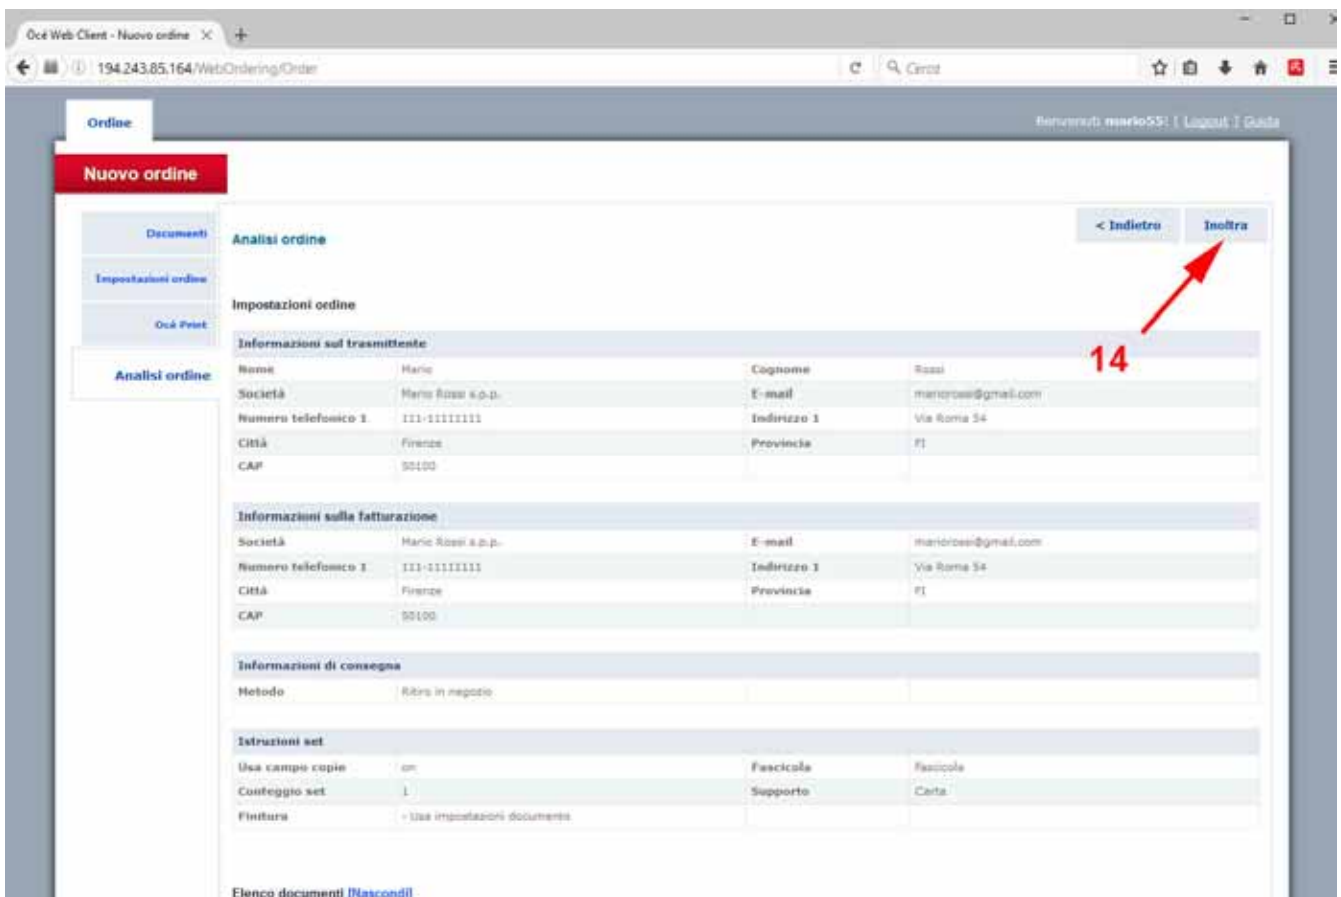 Océ Web Client - Nuovo ordine
194.243.85.164/WebOrdering/Order
Cerca
Ordine
Benvenuti mario55! [ Logout ] Guida
Nuovo ordine
< Indietro Inoltra
Documenti
Analisi ordine
Impostazioni ordine
Impostazioni ordine
Océ Print
14
Analisi ordine
Informazioni sul trasmittente
Nome Mario Cognome Rossi
Società Mario Rossi s.p.p. E-mail mariorossi@gmail.com
Numero telefonico 1 111-11111111 Indirizzo 1 Via Roma 54
Città Firenze Provincia FI
CAP 50100
Informazioni sulla fatturazione
Società Mario Rossi s.p.p. E-mail mariorossi@gmail.com
Numero telefonico 1 111-11111111 Indirizzo 1 Via Roma 54
Città Firenze Provincia FI
CAP 50100
Informazioni di consegna
Metodo Ritiro in negozio
Istruzioni set
Usa campo copie on Fascicola Fascicola
Conteggio set 1 Supporto Carta
Finitura - Usa impostazioni documento
Elenco documenti [Nascondi]